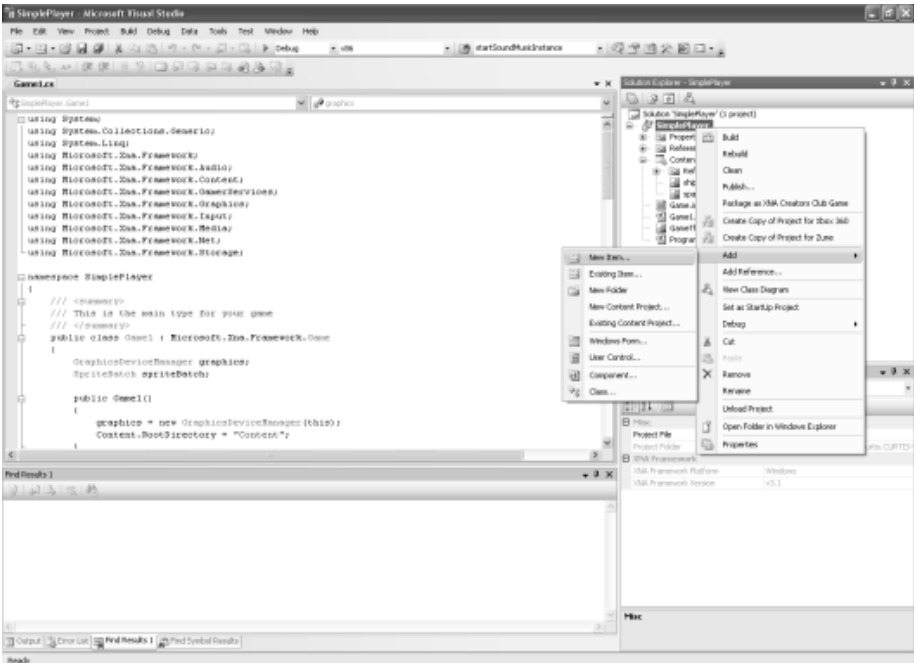 SimplePlayer - Microsoft Visual Studio
File Edit View Project Build Debug Data Tools Test Window Help
Debug x86 startSoundMusicInstance
Game1.cs
SimplePlayer.Game1 graphics
using System;
using System.Collections.Generic;
using System.Linq;
using Microsoft.Xna.Framework;
using Microsoft.Xna.Framework.Audio;
using Microsoft.Xna.Framework.Content;
using Microsoft.Xna.Framework.GamerServices;
using Microsoft.Xna.Framework.Graphics;
using Microsoft.Xna.Framework.Input;
using Microsoft.Xna.Framework.Media;
using Microsoft.Xna.Framework.Net;
using Microsoft.Xna.Framework.Storage;
namespace SimplePlayer
{
/// <summary>
/// This is the main type for your game
/// </summary>
public class Game1 : Microsoft.Xna.Framework.Game
{
GraphicsDeviceManager graphics;
SpriteBatch spriteBatch;
public Game1()
{
graphics = new GraphicsDeviceManager(this);
Content.RootDirectory = "Content";
}
Solution Explorer - SimplePlayer
Solution 'SimplePlayer' (1 project)
SimplePlayer
Propert
Refere
Conten
Ref
ship
spa
Game.i
Game1.
GameT
Program
Build
Rebuild
Clean
Publish...
Package as XNA Creators Club Game
Create Copy of Project for Xbox 360
Create Copy of Project for Zune
Add
Add Reference...
View Class Diagram
Set as StartUp Project
Debug
Cut
Paste
Remove
Rename
Unload Project
Open Folder in Windows Explorer
Properties
New Item...
Existing Item...
New Folder
New Content Project...
Existing Content Project...
Windows Form...
User Control...
Component...
Class...
Misc
Project File
Project Folder
XNA Framework
XNA Framework Platform Windows
XNA Framework Version v3.1
Misc
Find Results 1
Output Error List Find Results 1 Find Symbol Results
Ready